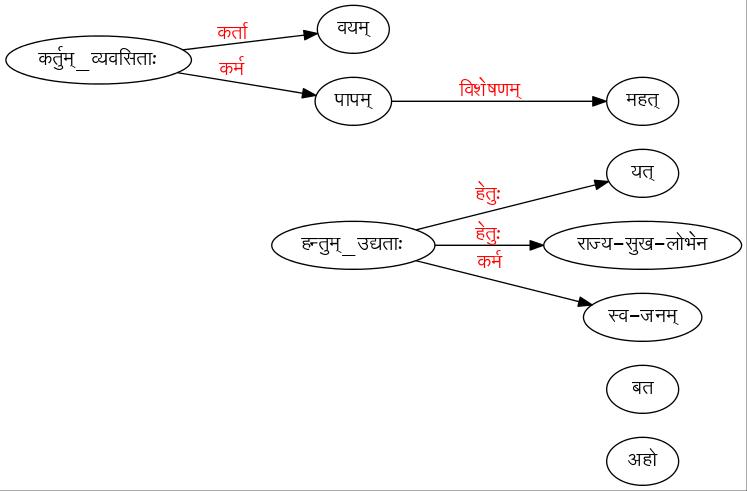 वयम्
कर्ता
कर्तुम्_व्यवसिताः
कर्म
पापम्
विशेषणम्
महत्
यत्
हेतुः
हन्तुम्_उद्यताः
हेतुः
राज्य-सुख-लोभेन
कर्म
स्व-जनम्
बत
अहो